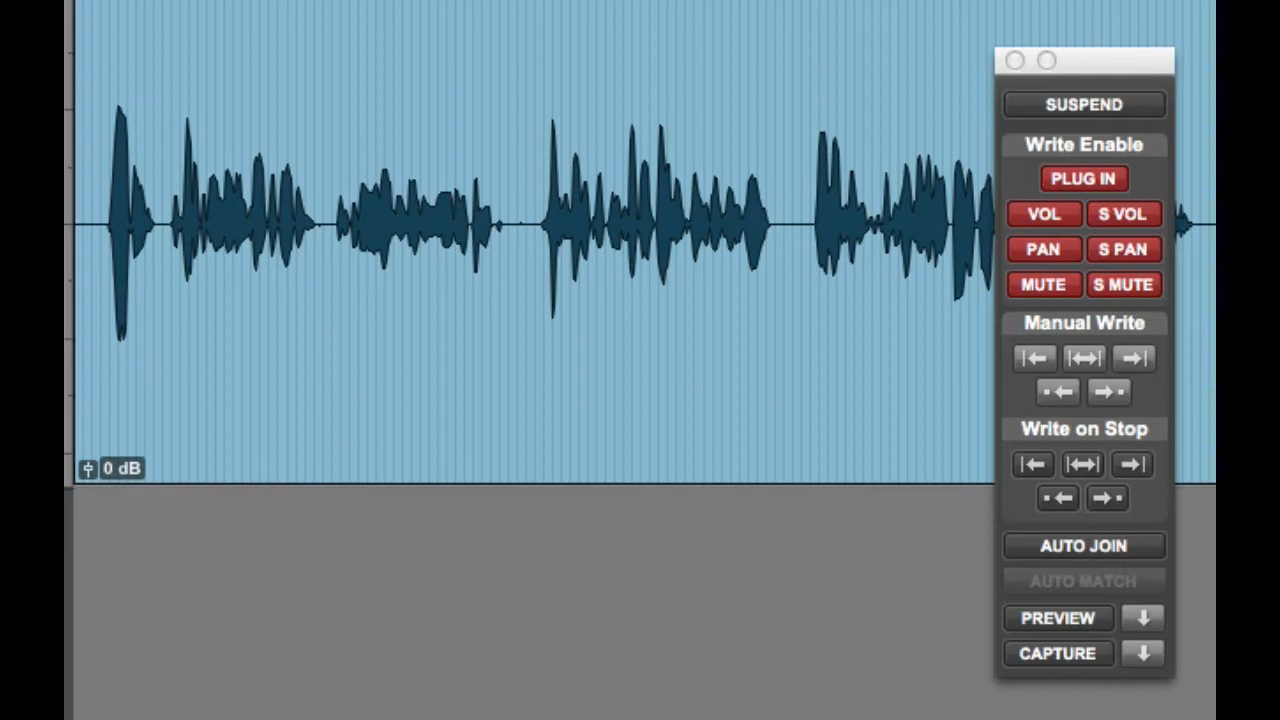 SUSPEND
Write Enable
PLUG IN
VOL S VOL
PAN S PAN
MUTE S MUTE
Manual Write
Write on Stop
0 dB
AUTO JOIN
AUTO MATCH
PREVIEW
CAPTURE